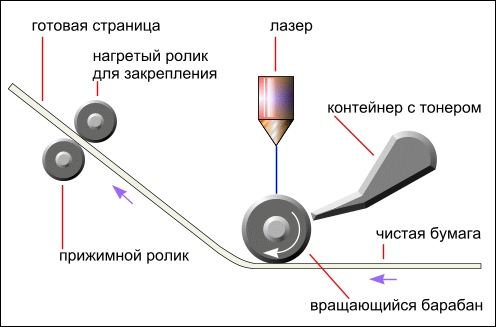 готовая страница
нагретый ролик
для закрепления
лазер
контейнер с тонером
прижимной ролик
чистая бумага
вращающийся барабан